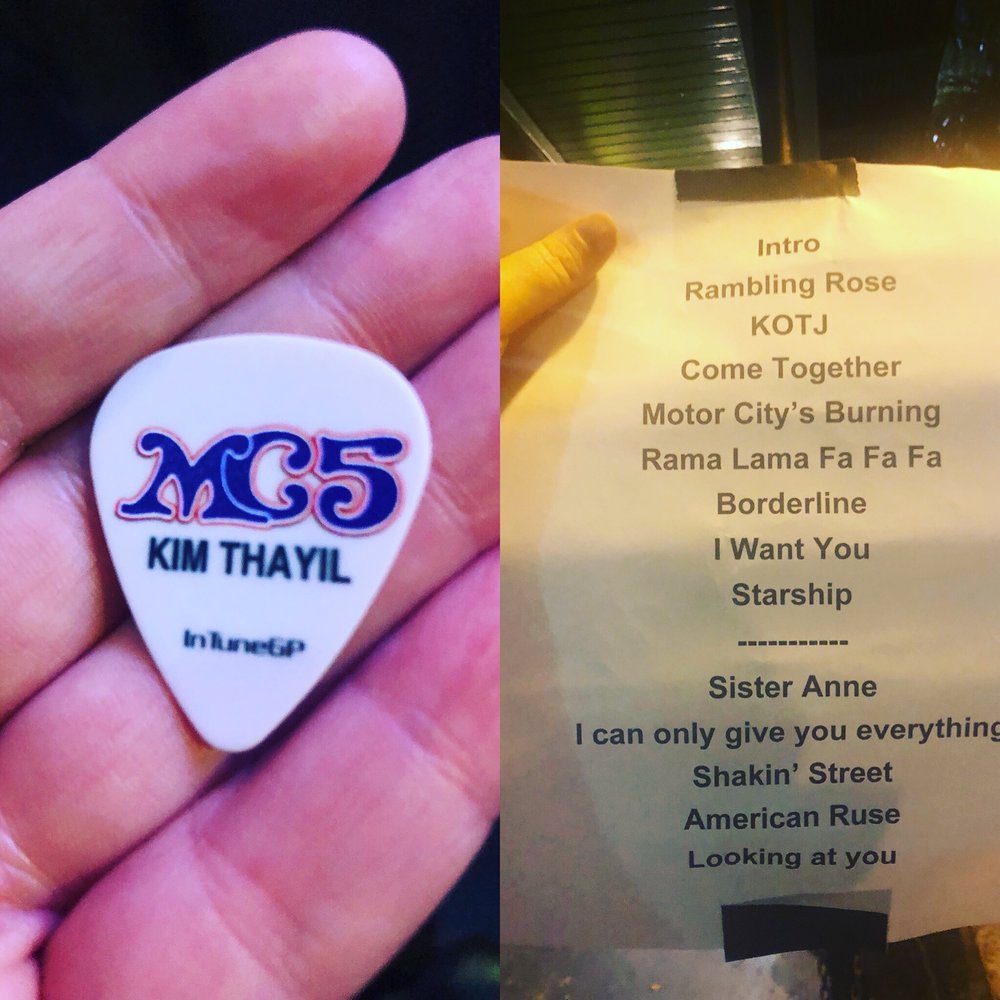 MC5
KIM THAYIL
InTuneGP
Intro
Rambling Rose
KOTJ
Come Together
Motor City's Burning
Rama Lama Fa Fa Fa
Borderline
I Want You
Starship
-----------
Sister Anne
I can only give you everything
Shakin' Street
American Ruse
Looking at you